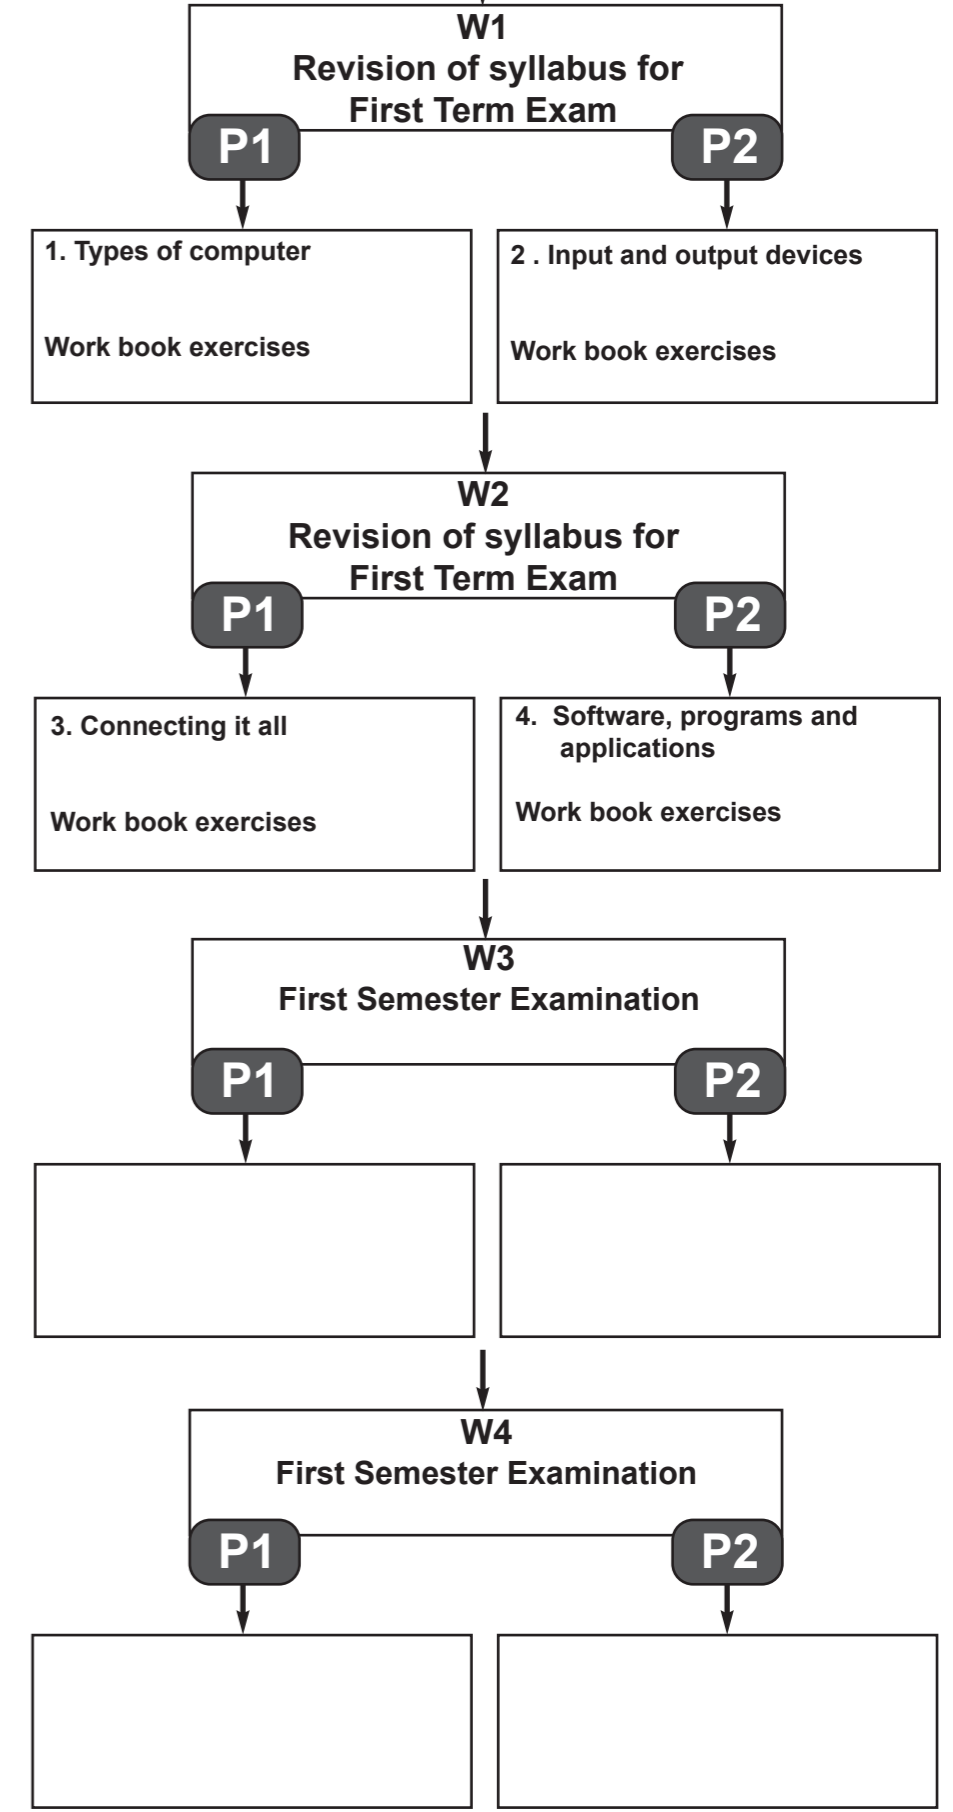 W1
Revision of syllabus for
First Term Exam
P1
P2
1. Types of computer
Work book exercises
2 . Input and output devices
Work book exercises
W2
Revision of syllabus for
First Term Exam
P1
P2
3. Connecting it all
Work book exercises
4. Software, programs and
applications
Work book exercises
W3
First Semester Examination
P1
P2
W4
First Semester Examination
P1
P2